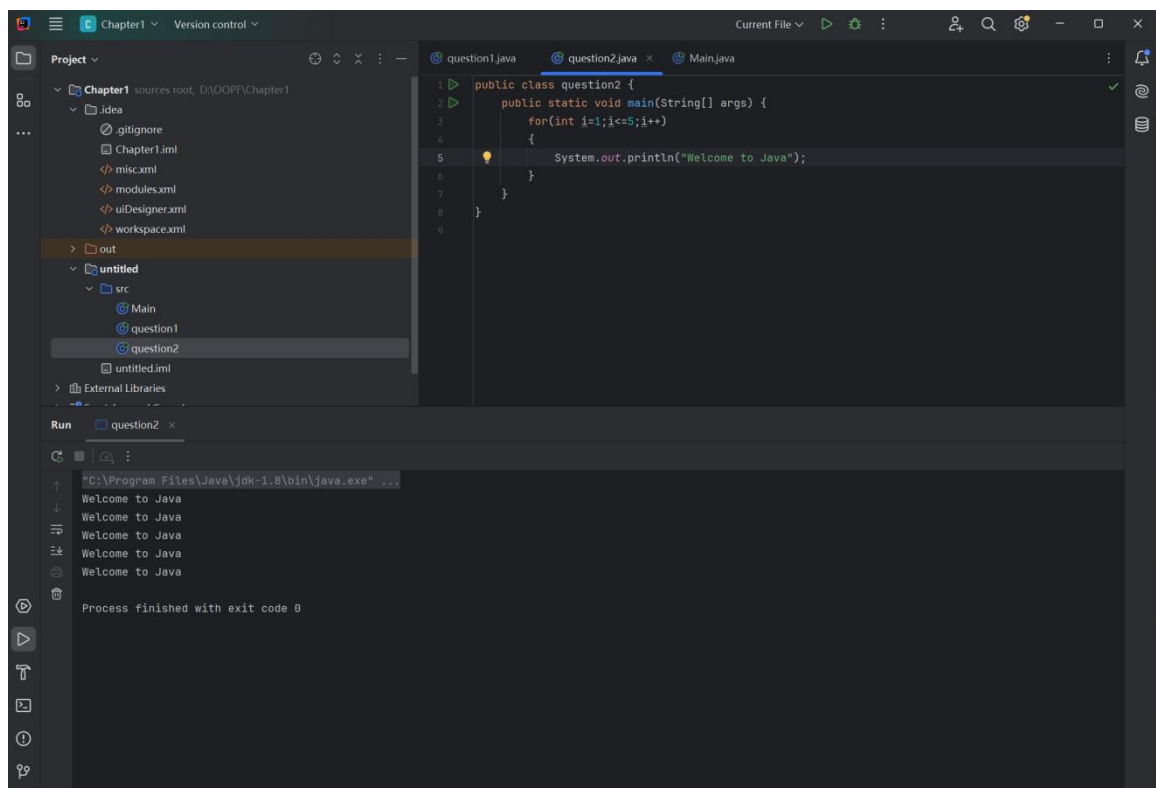 C Chapter1 Version control Current File
Project
Chapter1 sources root, D:\OOPF\Chapter1
.idea
.gitignore
Chapter1.iml
misc.xml
modules.xml
uiDesigner.xml
workspace.xml
out
untitled
src
Main
question1
question2
untitled.iml
External Libraries
question1.java question2.java Main.java
1 public class question2 {
2 public static void main(String[] args) {
3 for(int i=1;i<=5;i++)
4 {
5 System.out.println("Welcome to Java");
6 }
7 }
8 }
9
Run question2
"C:\Program Files\Java\jdk-1.8\bin\java.exe" ...
Welcome to Java
Welcome to Java
Welcome to Java
Welcome to Java
Welcome to Java
Process finished with exit code 0